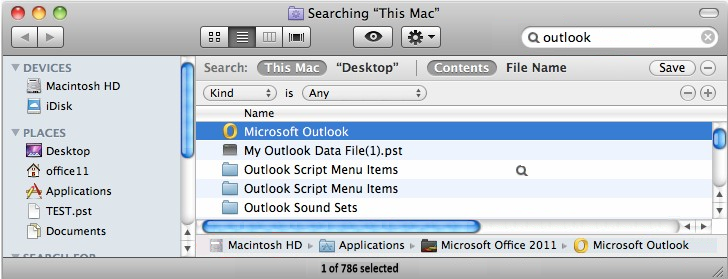 Searching “This Mac”
outlook
DEVICES
Macintosh HD
iDisk
PLACES
Desktop
office11
Applications
TEST.pst
Documents
Search: This Mac “Desktop” Contents File Name Save
Kind is Any
Name
Microsoft Outlook
My Outlook Data File(1).pst
Outlook Script Menu Items
Outlook Script Menu Items
Outlook Sound Sets
Macintosh HD Applications Microsoft Office 2011 Microsoft Outlook
1 of 786 selected